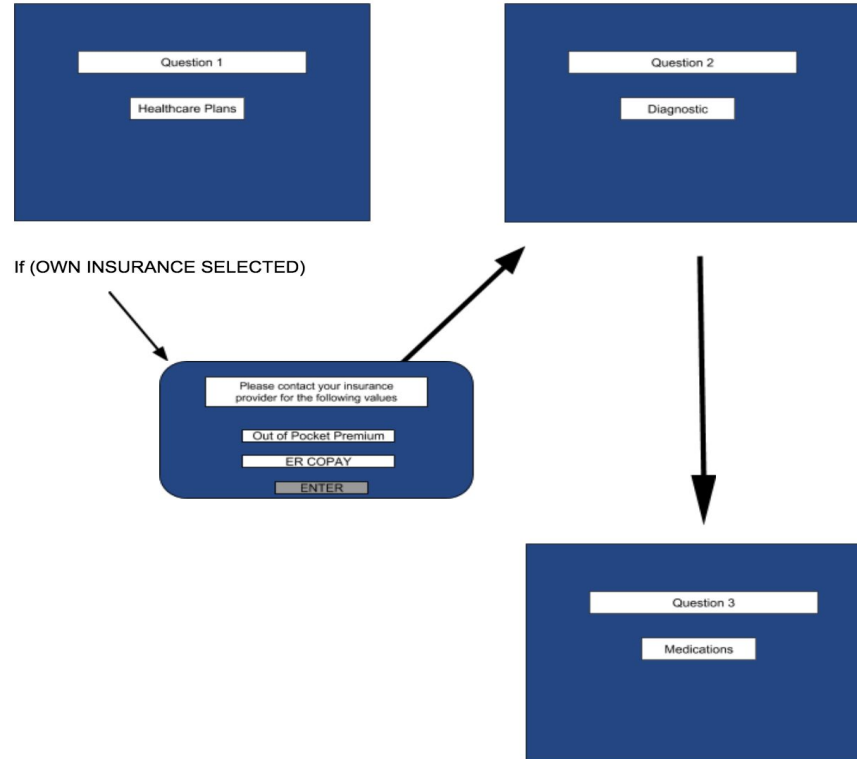 Question 1
Healthcare Plans
Question 2
Diagnostic
If (OWN INSURANCE SELECTED)
Please contact your insurance
provider for the following values
Out of Pocket Premium
ER COPAY
ENTER
Question 3
Medications